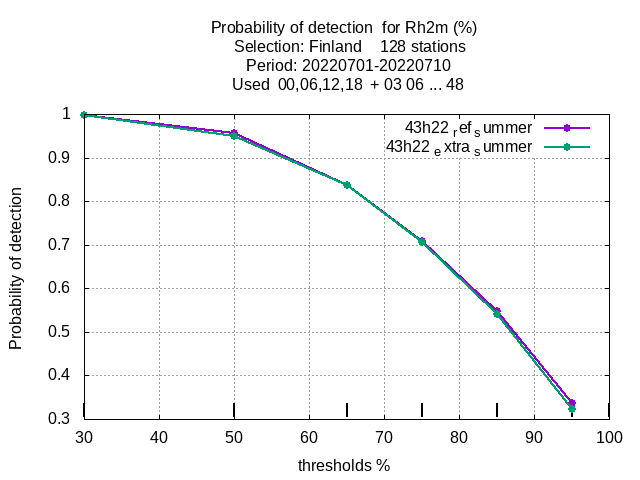 Probability of detection  for Rh2m (%)
Selection: Finland    128 stations
Period: 20220701-20220710
Used  00,06,12,18  + 03 06 ... 48
43h22 ref summer
43h22 extra summer
Probability of detection
1
0.9
0.8
0.7
0.6
0.5
0.4
0.3
30 40 50 60 70 80 90 100
thresholds %